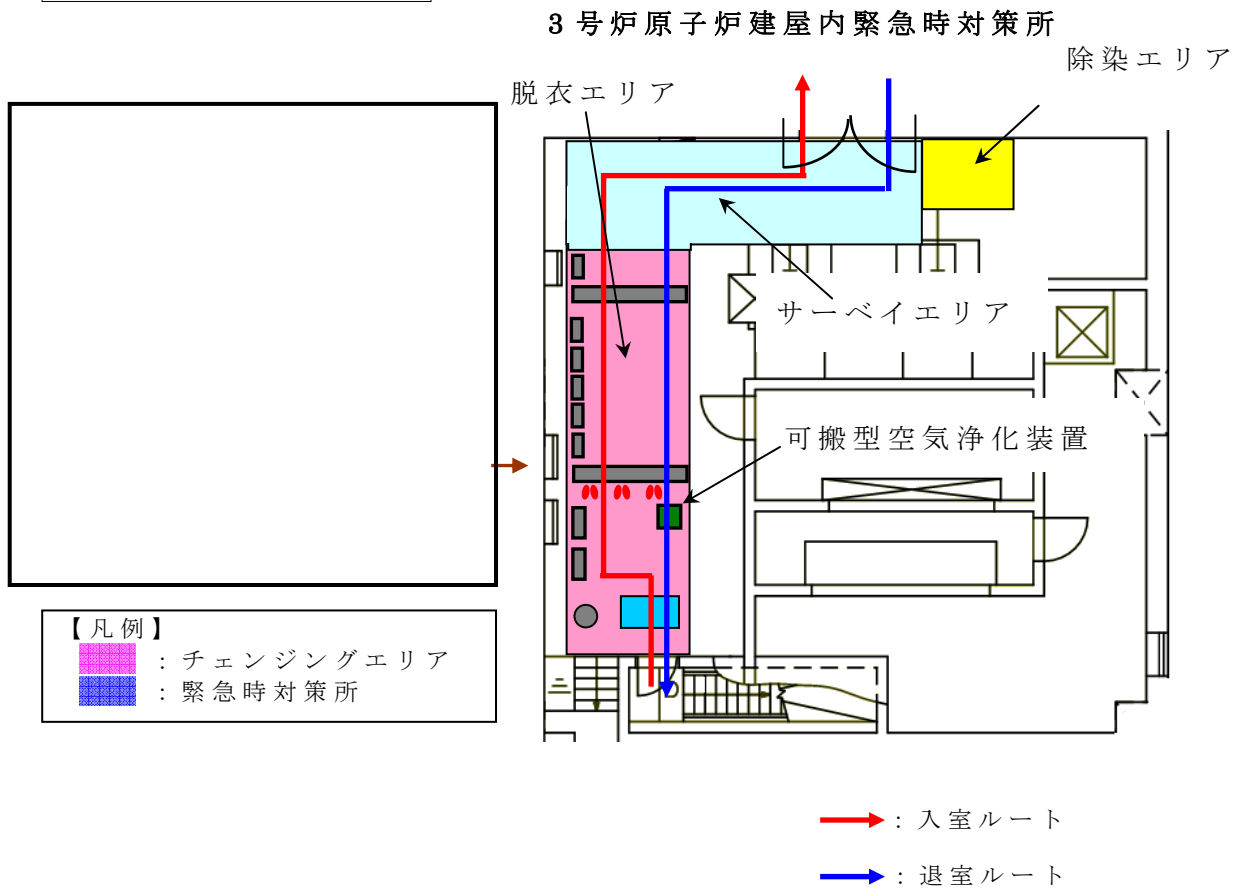 3号炉原子炉建屋内緊急時対策所
除染エリア
脱衣エリア
サーベイエリア
可搬型空気浄化装置
【凡例】
：チェンジングエリア
：緊急時対策所
：入室ルート
：退室ルート